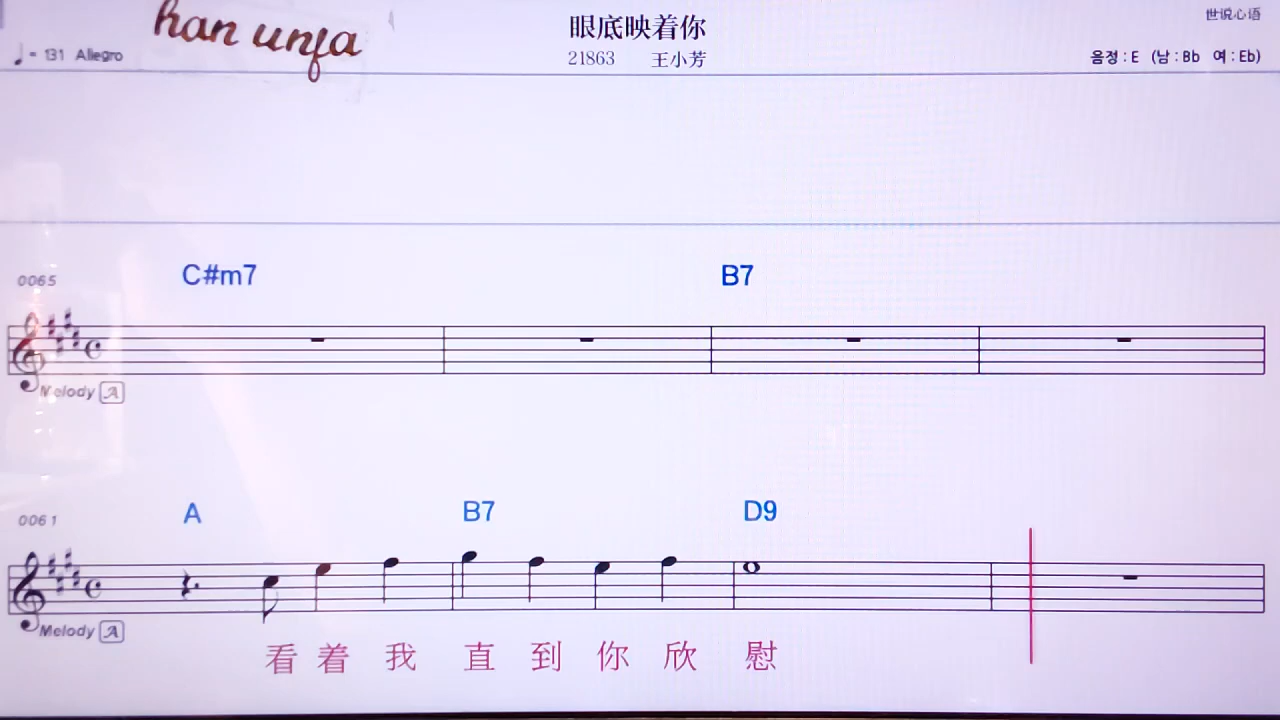 han unja
眼底映着你
世说心语
♩= 131 Allegro
21863 王小芳
음정 : E (남 : Bb 여 : Eb)
C#m7 B7
0065
Melody A
A B7 D9
0061
Melody A
看着我直到你欣慰